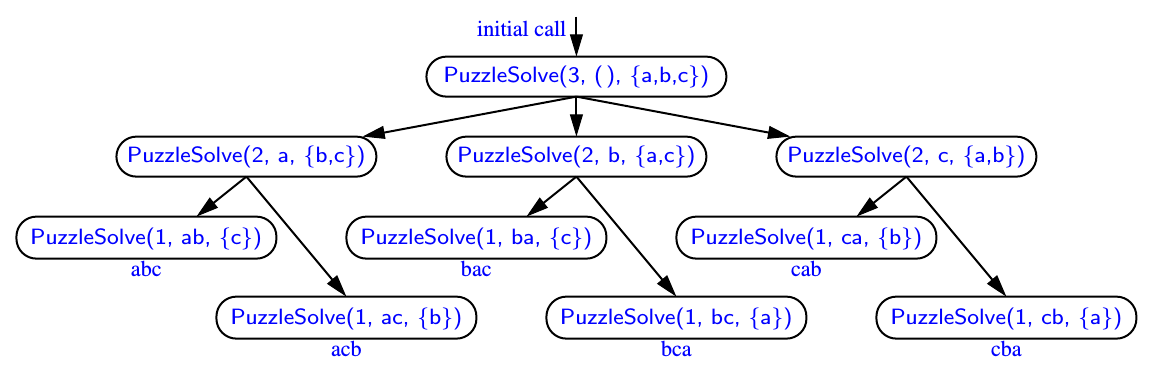 initial call
PuzzleSolve(3, (), {a,b,c})
PuzzleSolve(2, a, {b,c})
PuzzleSolve(2, b, {a,c})
PuzzleSolve(2, c, {a,b})
PuzzleSolve(1, ab, {c})
PuzzleSolve(1, ba, {c})
PuzzleSolve(1, ca, {b})
abc
bac
cab
PuzzleSolve(1, ac, {b})
PuzzleSolve(1, bc, {a})
PuzzleSolve(1, cb, {a})
acb
bca
cba